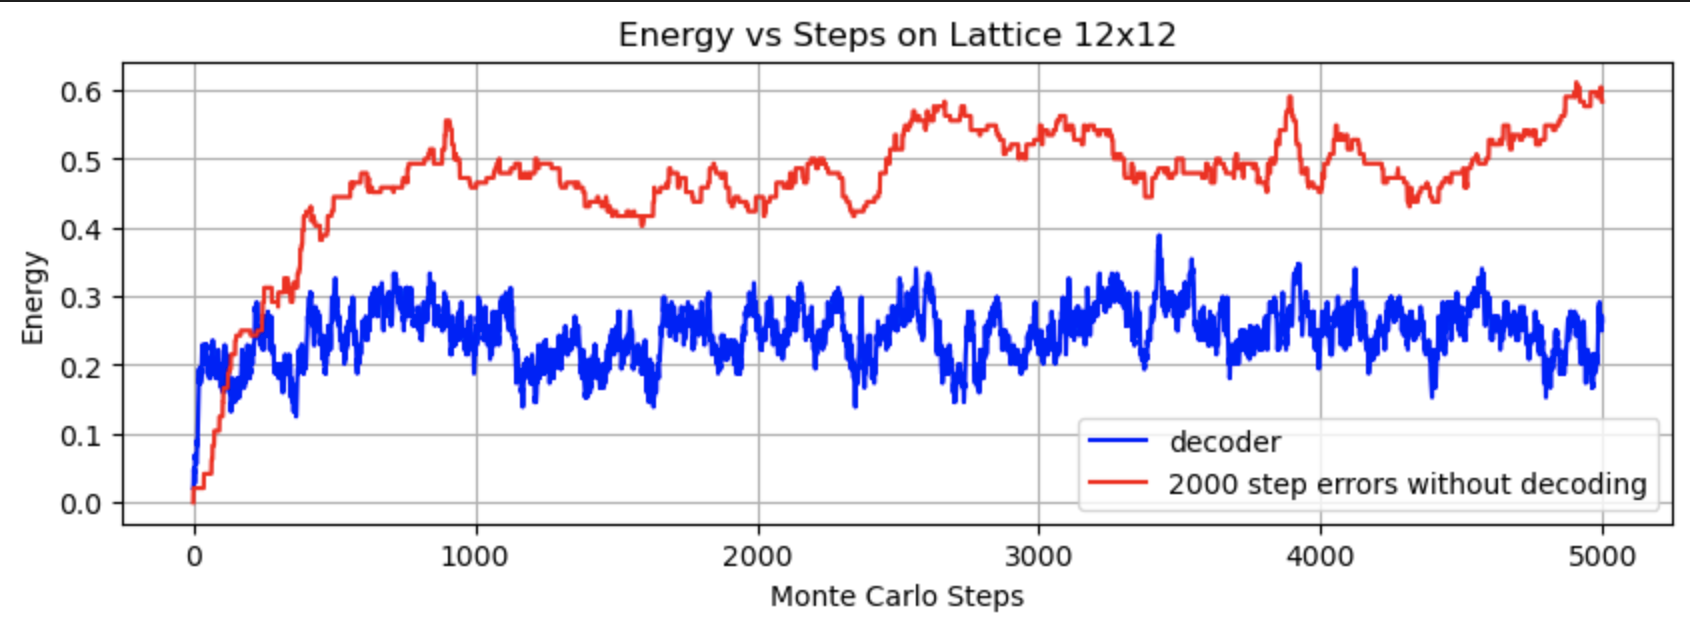 Energy vs Steps on Lattice 12x12
0.6
0.5
0.4
0.3
0.2
0.1
0.0
Energy
decoder
2000 step errors without decoding
0 1000 2000 3000 4000 5000
Monte Carlo Steps